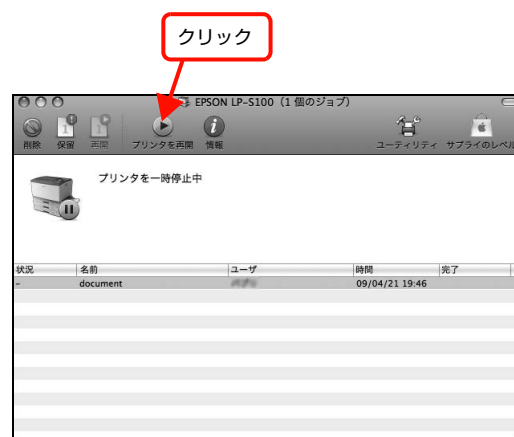 クリック
EPSON LP-S100（1 個のジョブ）
削除 保留 再開 プリンタを再開 情報 ユーティリティ サプライのレベル
プリンタを一時停止中
状況 名前 ユーザ 時間 完了
– document 09/04/21 19:46